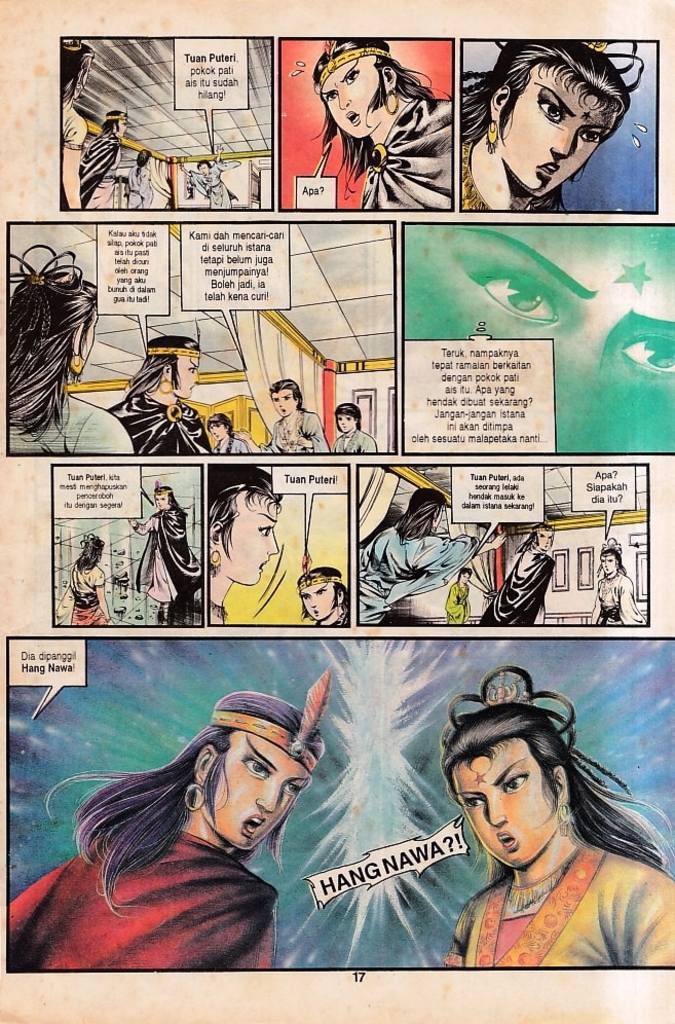 Tuan Puteri,
pokok pati
ais itu sudah
hilang!
Apa?
Kalau aku tidak
silap, pokok pati
ais itu pasti
telah dicuri
oleh orang
yang aku
bunuh di dalam
gua itu tadi!
Kami dah mencari-cari
di seluruh istana
tetapi belum juga
menjumpainya!
Boleh jadi, ia
telah kena curi!
Teruk, nampaknya
tepat ramalan berkaitan
dengan pokok pati
ais itu. Apa yang
hendak dibuat sekarang?
Jangan-jangan istana
ini akan ditimpa
oleh sesuatu malapetaka nanti...
Tuan Puteri, kita
mesti menghapuskan
penceroboh
itu dengan segera!
Tuan Puteri!
Tuan Puteri, ada
seorang lelaki
hendak masuk ke
dalam istana sekarang!
Apa?
Siapakah
dia itu?
Dia dipanggil
Hang Nawa!
HANG NAWA?!
17